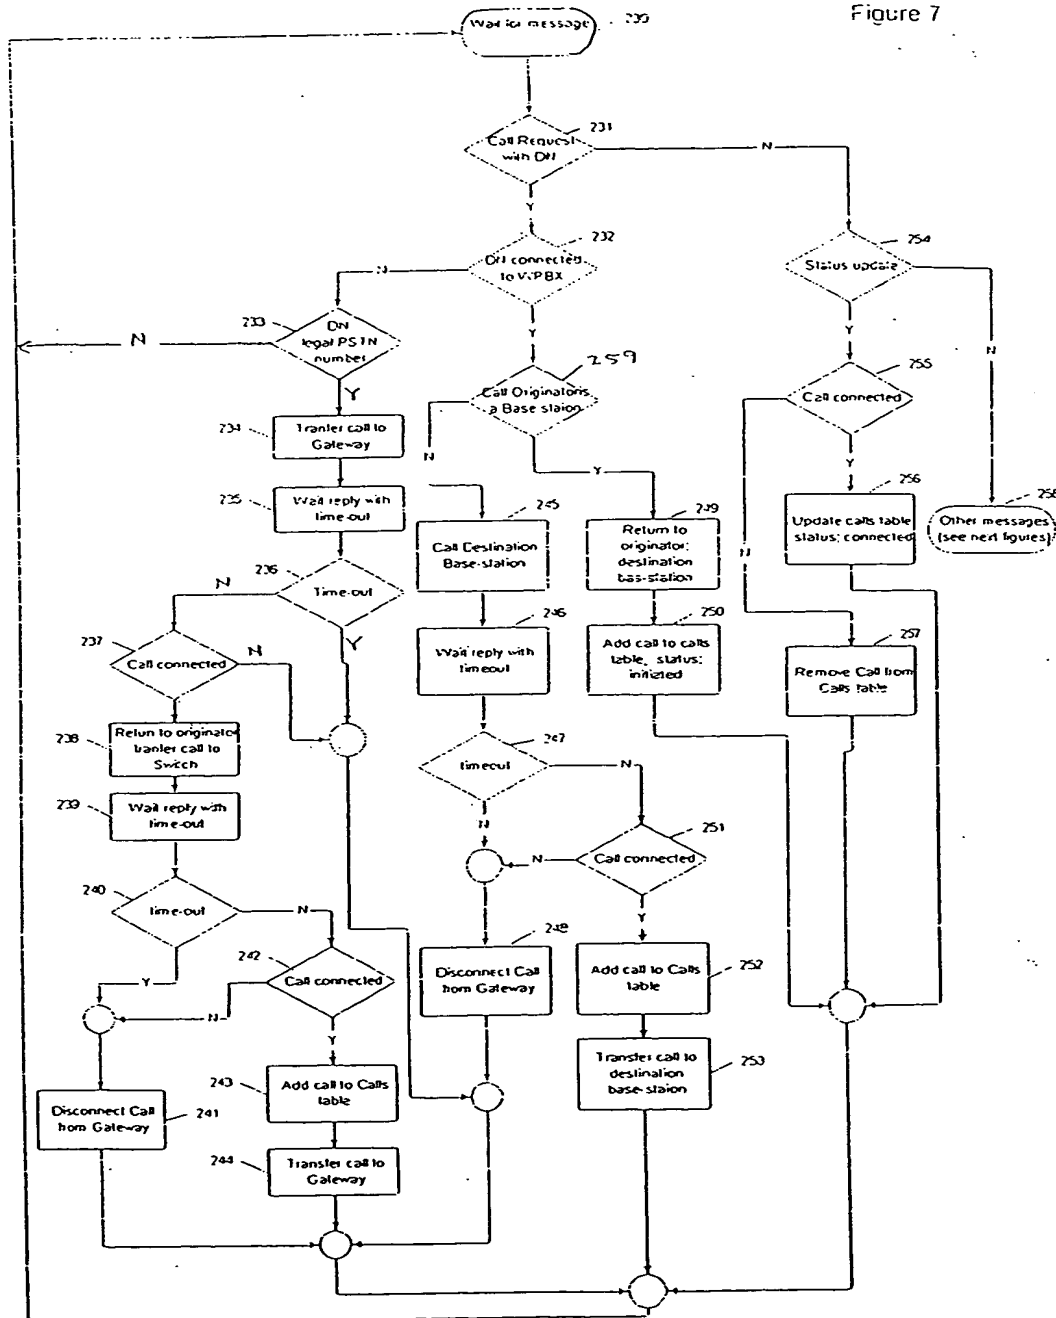 Figure 7
Wait for message
230
Call Request
with DN
231
N
Y
DN connected
to WPBX
232
N
Y
Status update
254
N
Y
233
DN
legal PSTN
number
N
Y
Call Originator is
a Base staion
259
N
Y
Call connected
255
N
Y
234
Tranfer call to
Gateway
235
Wait reply with
time-out
236
Time-out
N
Y
245
Call Destination
Base-station
249
Return to
originator;
destination
bas-station
256
Update calls table
status; connected
258
Other messages
(see next figures)
246
Wait reply with
timeout
250
Add call to calls
table, status;
initiated
257
Remove Call from
Calls table
237
Call connected
N
238
Return to originator
tranfer call to
Switch
239
Wait reply with
time-out
247
timeout
N
N
251
Call connected
N
Y
240
time-out
N
Y
242
Call connected
N
Y
248
Disconnect Call
from Gateway
252
Add call to Calls
table
253
Transfer call to
destination
base-staion
241
Disconnect Call
from Gateway
243
Add call to Calls
table
244
Transfer call to
Gateway